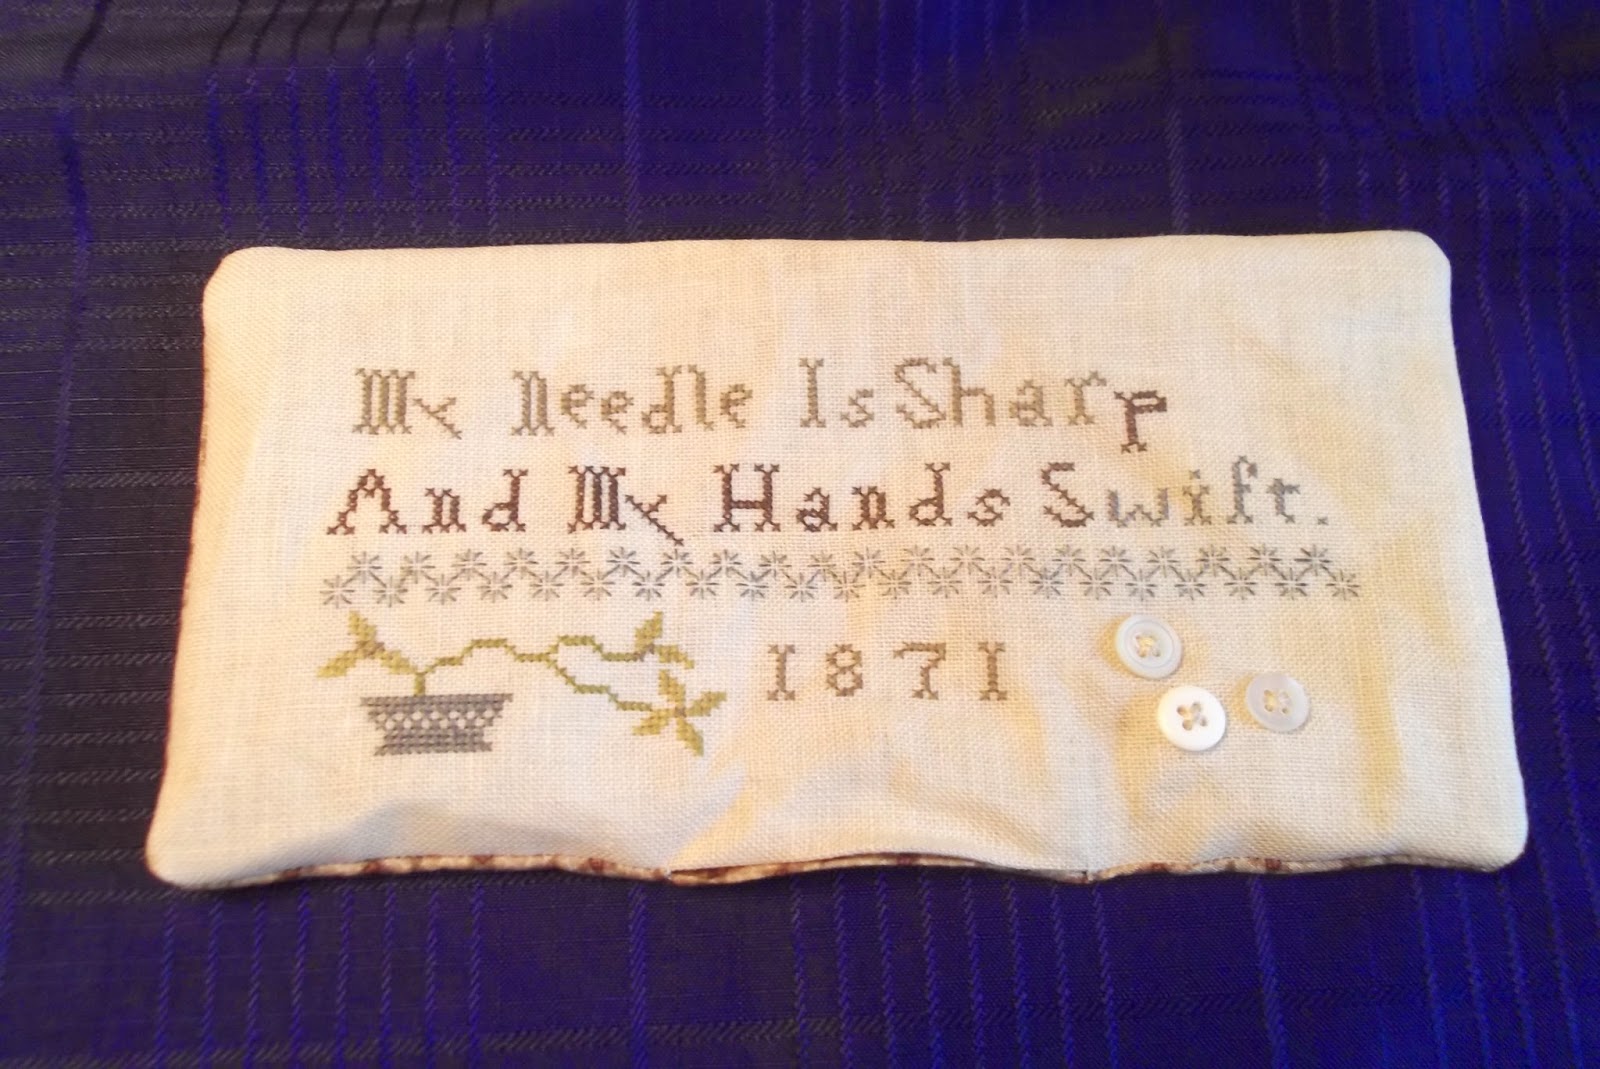 My Needle Is Sharp
And My Hands Swift.
1871